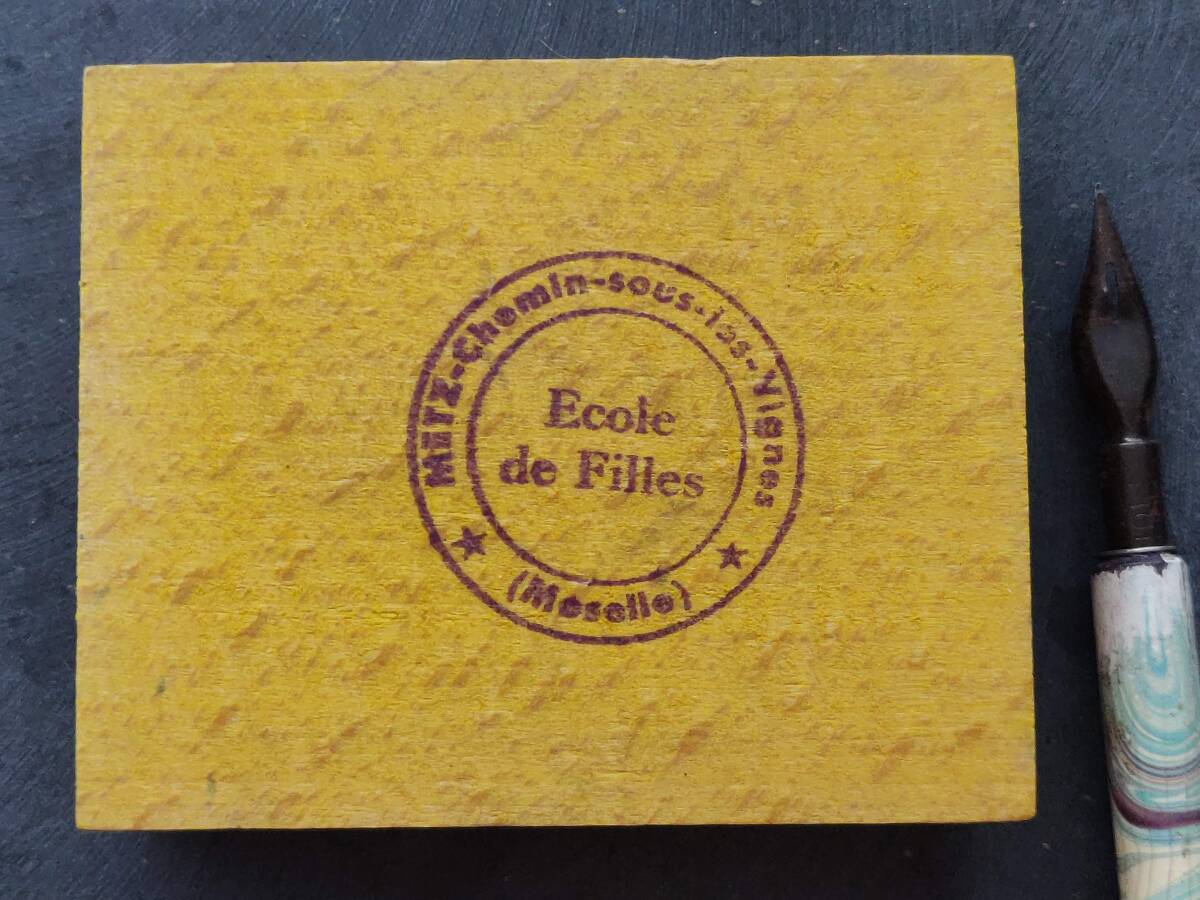 METZ-Chemin-sous-les-Vignes
Ecole
de Filles
(Moselle)